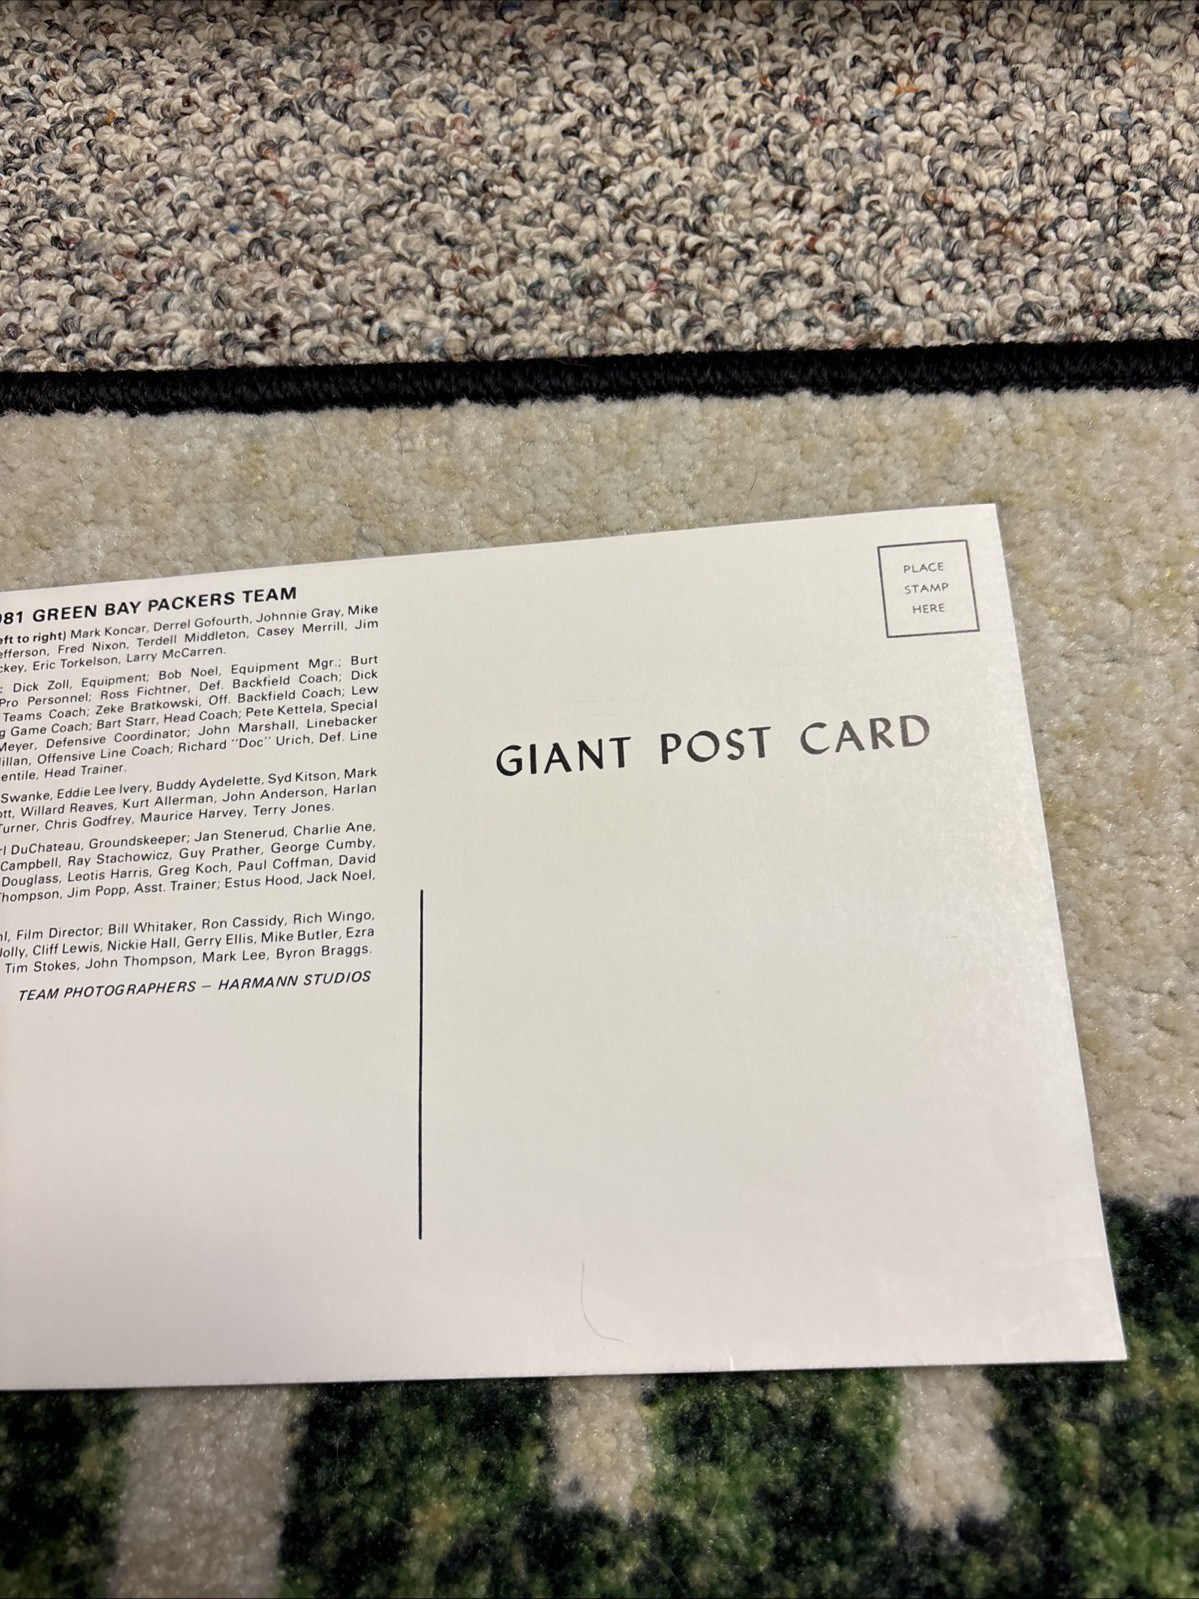 981 GREEN BAY PACKERS TEAM
eft to right) Mark Koncar, Derrel Gofourth, Johnnie Gray, Mike
efferson, Fred Nixon, Terdell Middleton, Casey Merrill, Jim
ckey, Eric Torkelson, Larry McCarren.
: Dick Zoll, Equipment; Bob Noel, Equipment Mgr.; Burt
Pro Personnel; Ross Fichtner, Def. Backfield Coach; Dick
Teams Coach; Zeke Bratkowski, Off. Backfield Coach; Lew
g Game Coach; Bart Starr, Head Coach; Pete Kettela, Special
Meyer, Defensive Coordinator; John Marshall, Linebacker
illan, Offensive Line Coach; Richard "Doc" Urich, Def. Line
entile, Head Trainer.
Swanke, Eddie Lee Ivery, Buddy Aydelette, Syd Kitson, Mark
ott, Willard Reaves, Kurt Allerman, John Anderson, Harlan
Turner, Chris Godfrey, Maurice Harvey, Terry Jones.
rl DuChateau, Groundskeeper; Jan Stenerud, Charlie Ane,
Campbell, Ray Stachowicz, Guy Prather, George Cumby,
Douglass, Leotis Harris, Greg Koch, Paul Coffman, David
Thompson, Jim Popp, Asst. Trainer; Estus Hood, Jack Noel,
hl, Film Director; Bill Whitaker, Ron Cassidy, Rich Wingo,
Jolly, Cliff Lewis, Nickie Hall, Gerry Ellis, Mike Butler, Ezra
Tim Stokes, John Thompson, Mark Lee, Byron Braggs.
TEAM PHOTOGRAPHERS – HARMANN STUDIOS
PLACE
STAMP
HERE
GIANT POST CARD